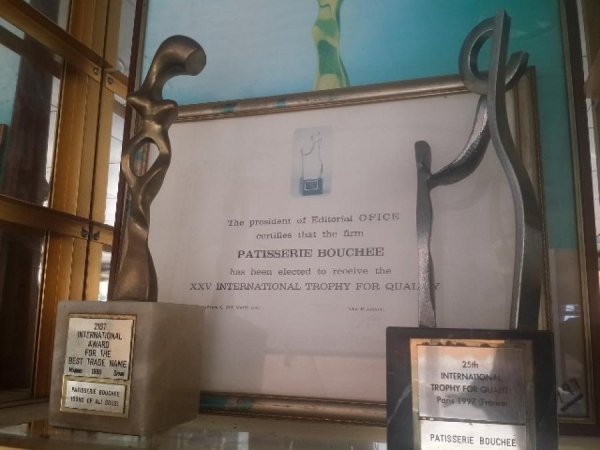 The president of Editorial OFICE
certifies that the firm
PATISSERIE BOUCHEE
has been elected to receive the
XXV INTERNATIONAL TROPHY FOR QUALITY
21ST
INTERNATIONAL
AWARD
FOR THE
BEST TRADE NAME
Spain
PATISSERIE BOUCHEE
25th
INTERNATIONAL
TROPHY FOR QUALITY
Paris 1997 (France
PATISSERIE BOUCHEE